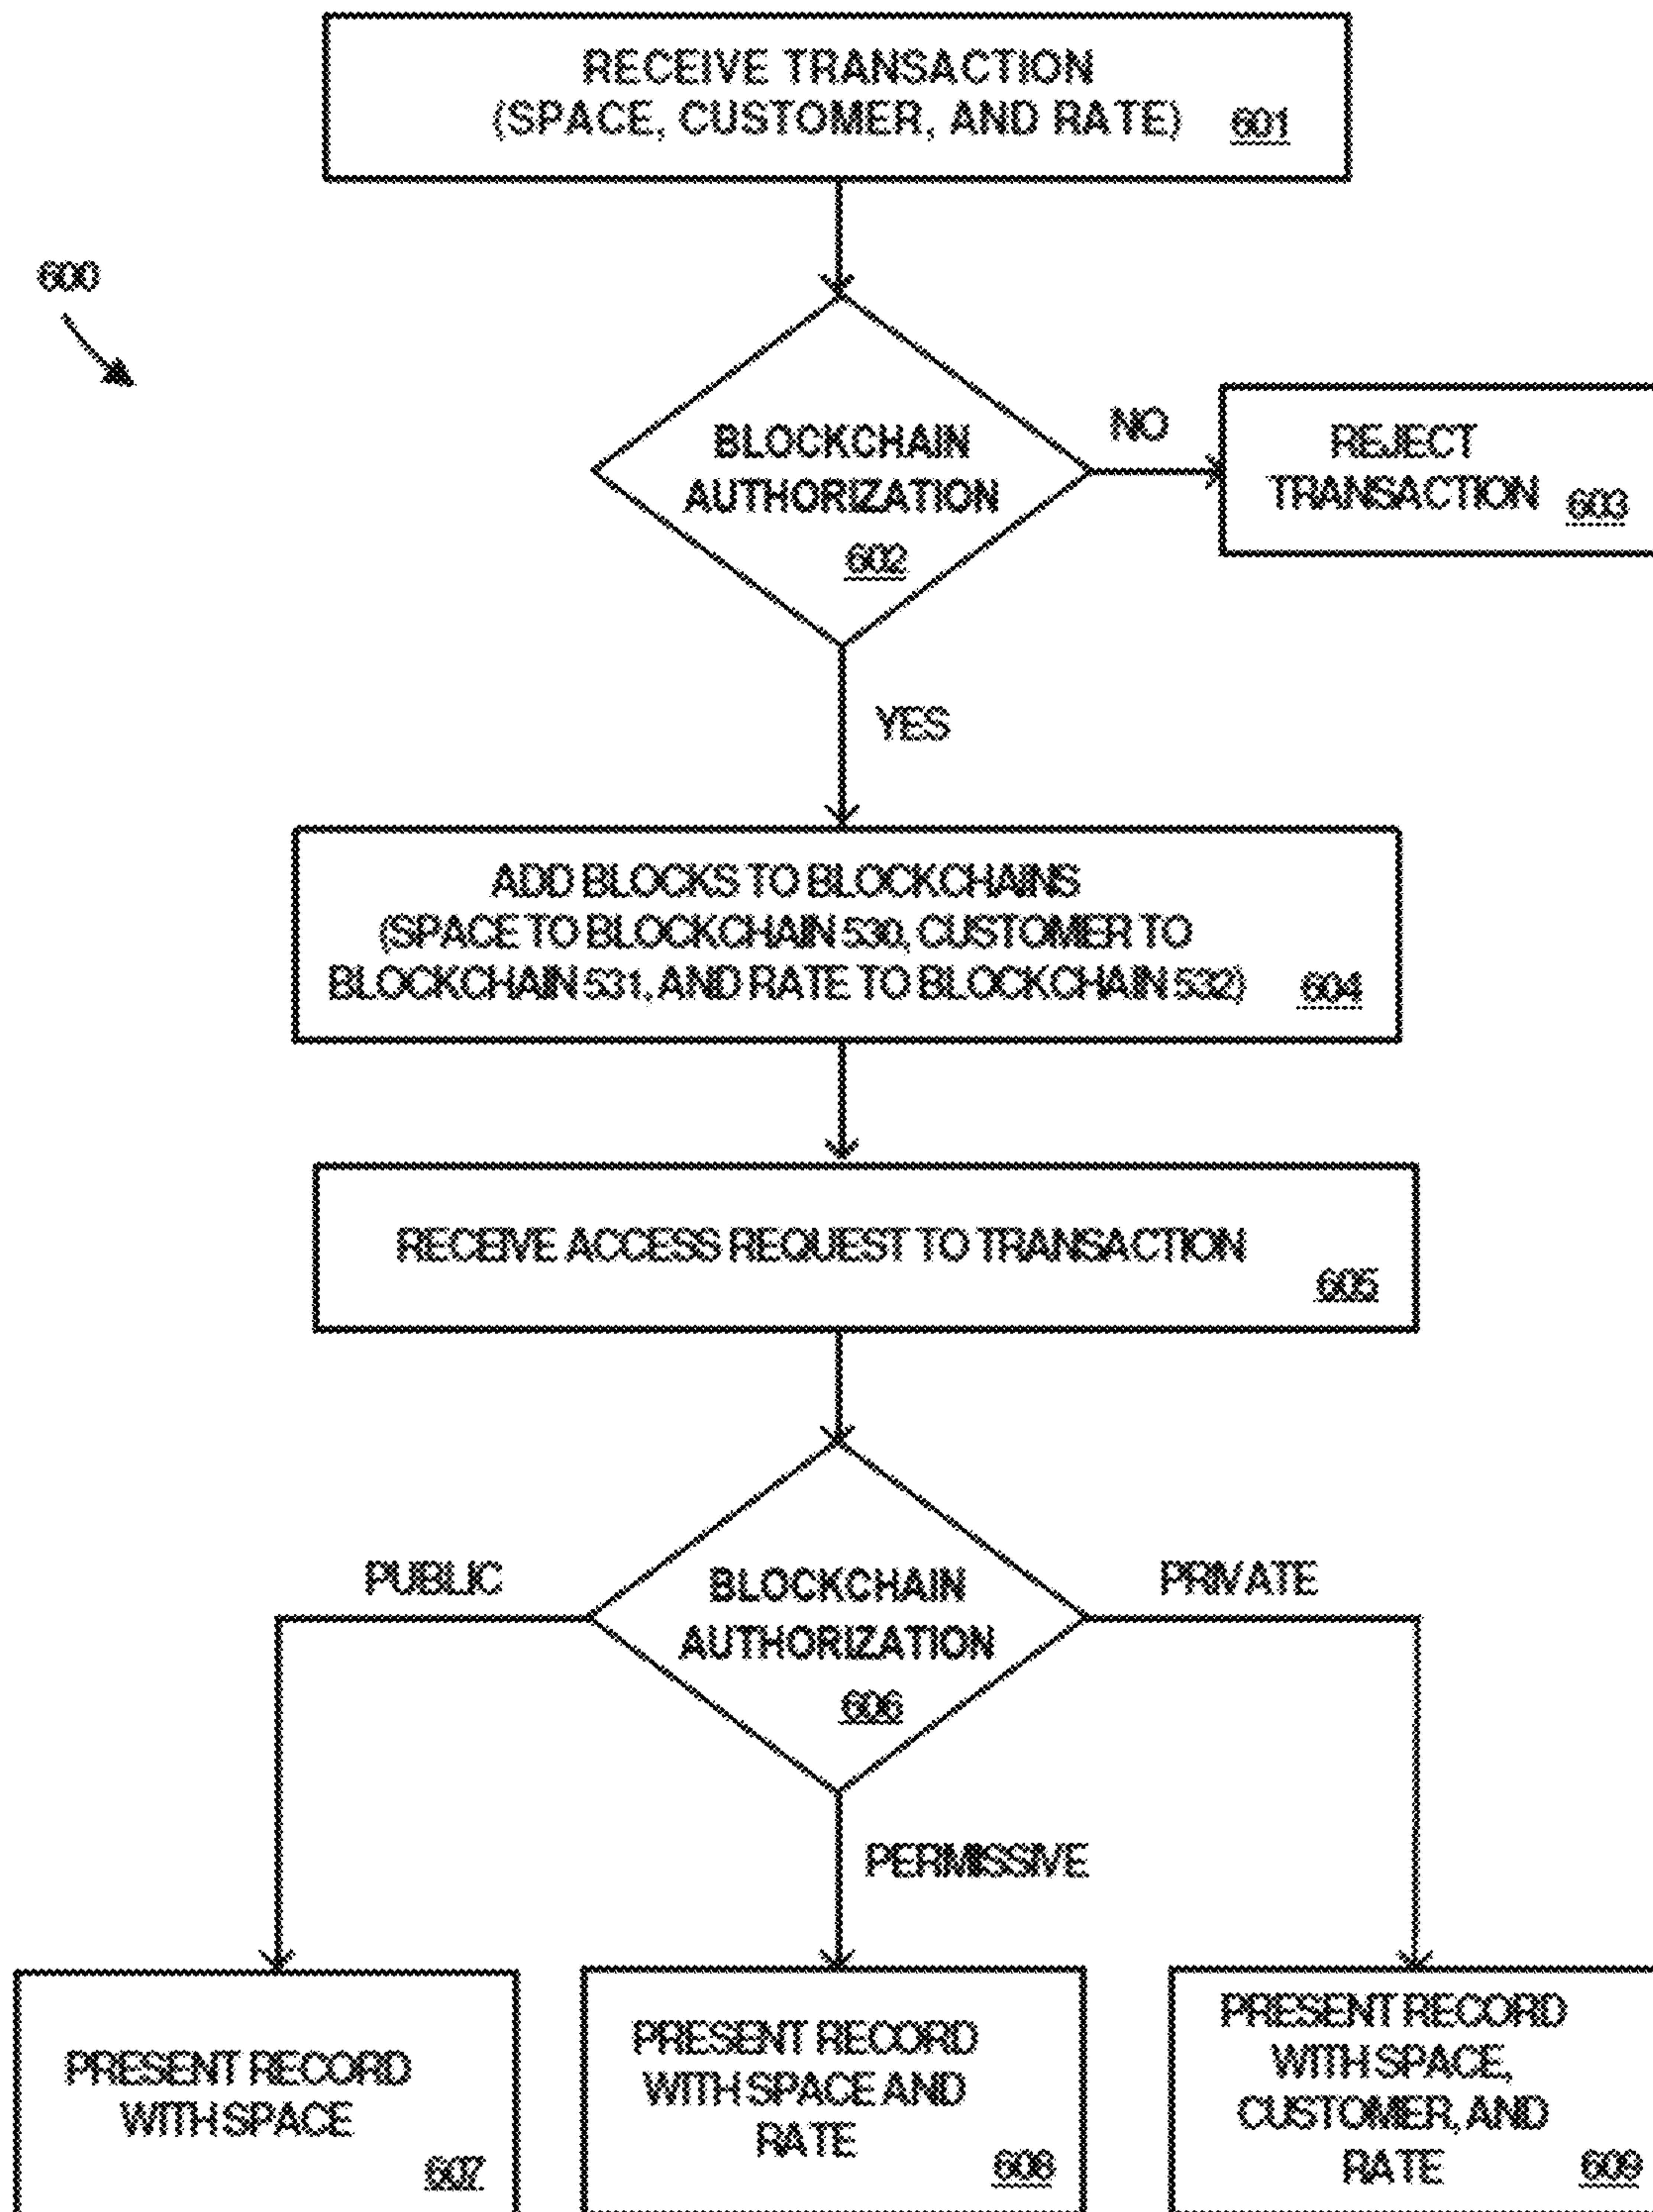 RECEIVE TRANSACTION
(SPACE, CUSTOMER, AND RATE) 601
600
NO
BLOCKCHAIN
AUTHORIZATION
602
REJECT
TRANSACTION 603
YES
ADD BLOCKS TO BLOCKCHAINS
(SPACE TO BLOCKCHAIN 530, CUSTOMER TO
BLOCKCHAIN 531, AND RATE TO BLOCKCHAIN 532) 604
RECEIVE ACCESS REQUEST TO TRANSACTION
605
PUBLIC
BLOCKCHAIN
AUTHORIZATION
606
PRIVATE
PERMISSIVE
PRESENT RECORD
WITH SPACE
607
PRESENT RECORD
WITH SPACE AND
RATE
608
PRESENT RECORD
WITH SPACE,
CUSTOMER, AND
RATE 609